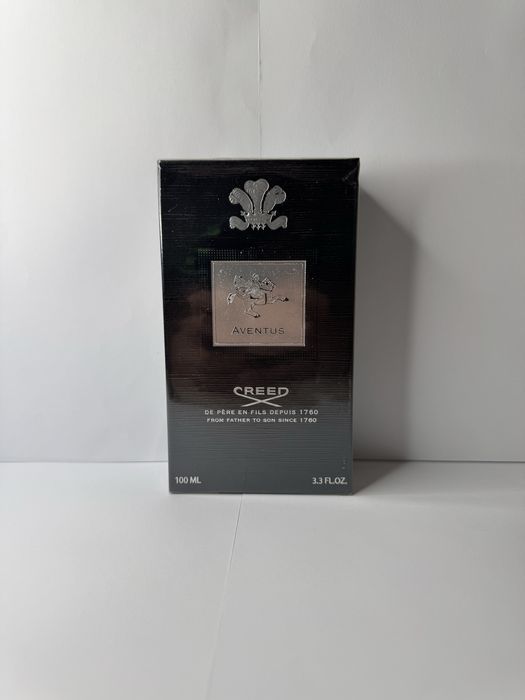 AVENTUS
CREED
DE PÈRE EN FILS DEPUIS 1760
FROM FATHER TO SON SINCE 1760
100 ML
3.3 FL.OZ.